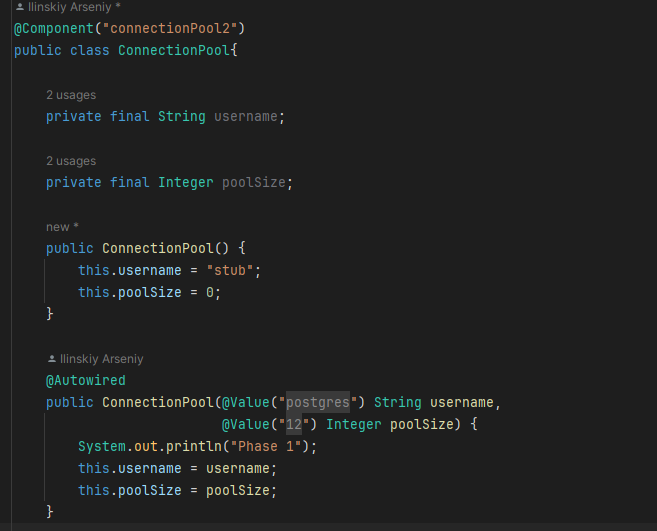 Ilinskiy Arseniy *
@Component("connectionPool2")
public class ConnectionPool{
2 usages
private final String username;
2 usages
private final Integer poolSize;
new *
public ConnectionPool() {
this.username = "stub";
this.poolSize = 0;
}
Ilinskiy Arseniy
@Autowired
public ConnectionPool(@Value("postgres") String username,
@Value("12") Integer poolSize) {
System.out.println("Phase 1");
this.username = username;
this.poolSize = poolSize;
}